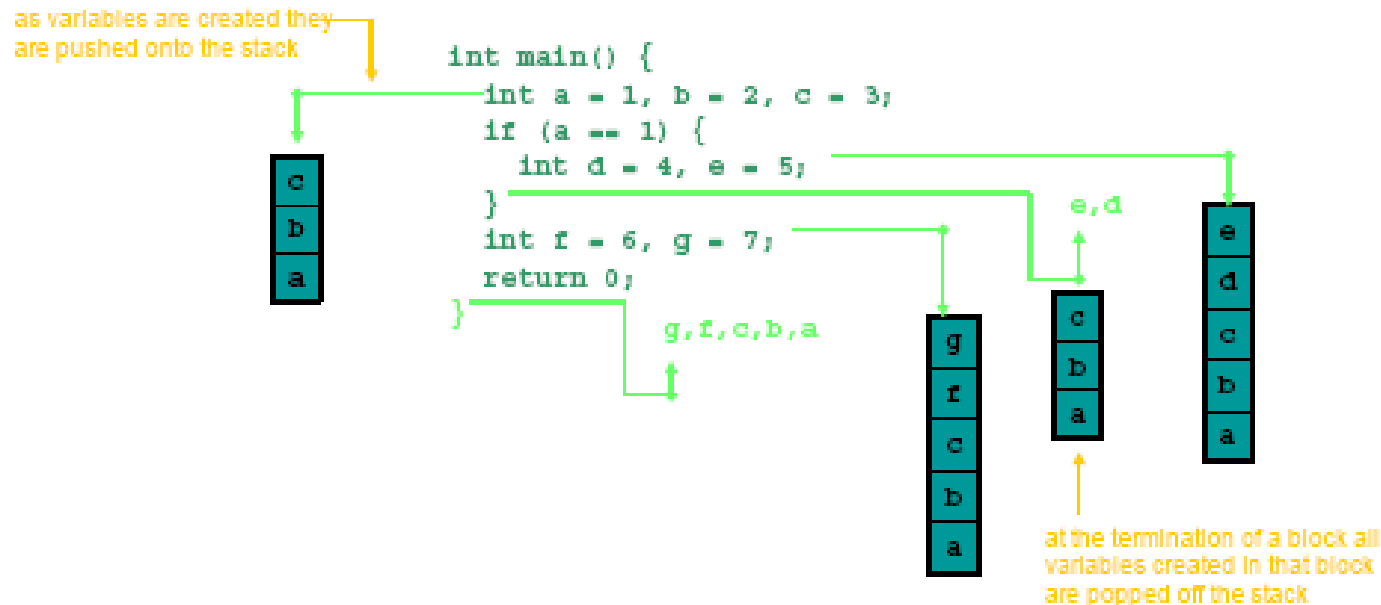 as variables are created they
are pushed onto the stack
int main() {
int a = 1, b = 2, c = 3;
if (a == 1) {
int d = 4, e = 5;
}
int f = 6, g = 7;
return 0;
}
c
b
a
g,f,c,b,a
g
f
c
b
a
e,d
c
b
a
e
d
c
b
a
at the termination of a block all
variables created in that block
are popped off the stack